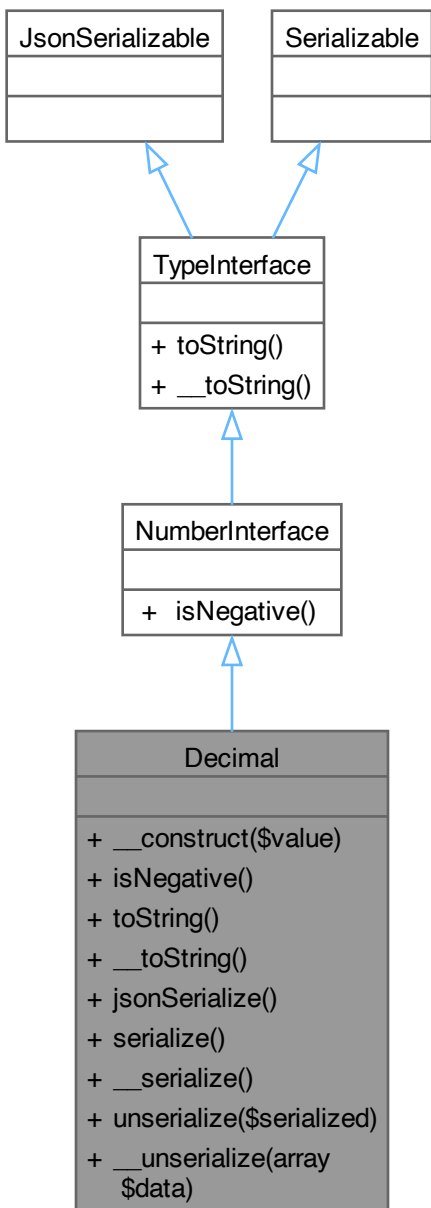 JsonSerializable
Serializable
TypeInterface
+ toString()
+ __toString()
NumberInterface
+ isNegative()
Decimal
+ __construct($value)
+ isNegative()
+ toString()
+ __toString()
+ jsonSerialize()
+ serialize()
+ __serialize()
+ unserialize($serialized)
+ __unserialize(array
$data)